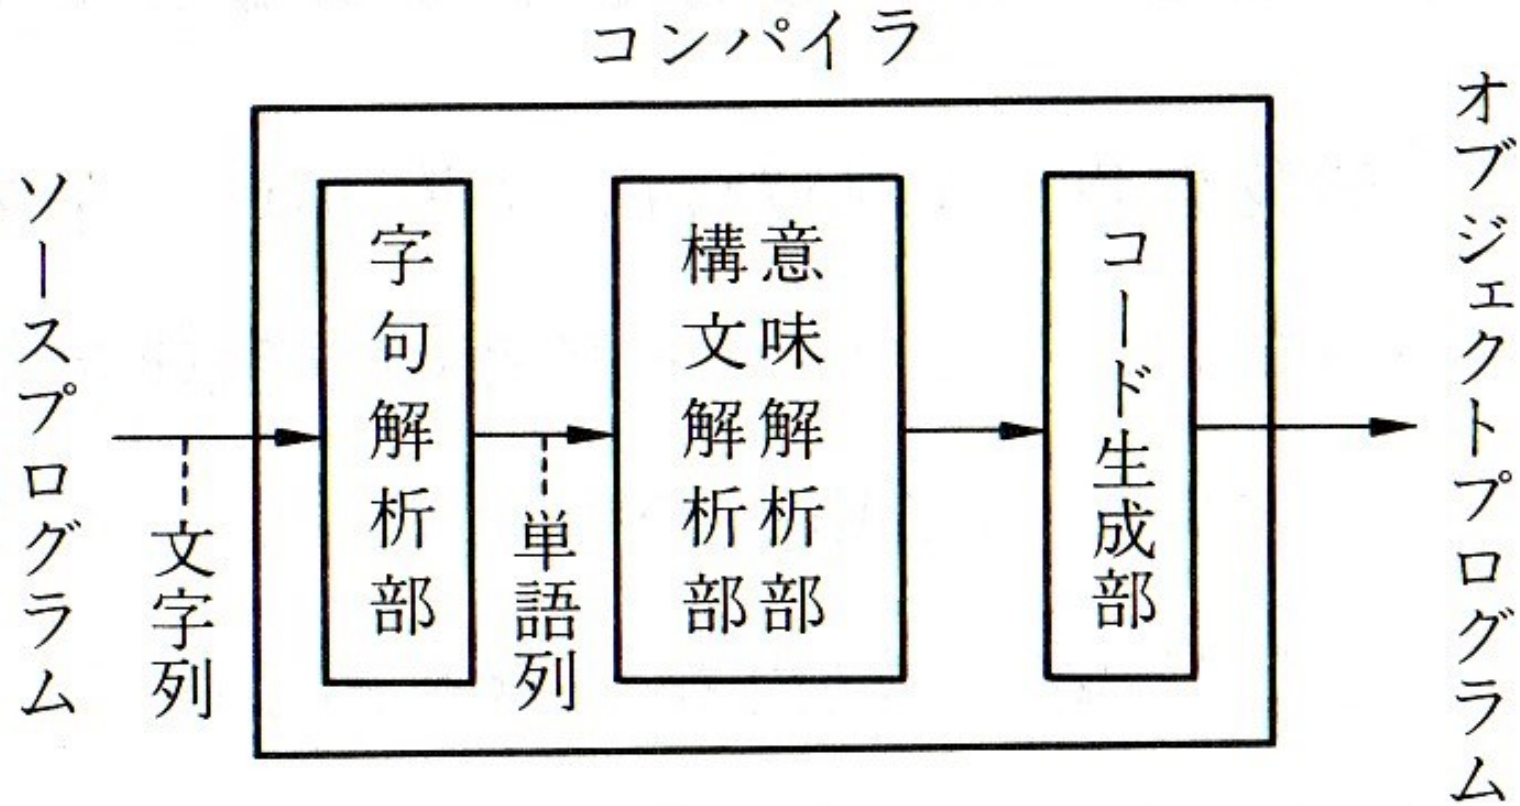 コンパイラ
ソースプログラム
文字列
字句解析部
単語列
構文解析部
意味解析部
コード生成部
オブジェクトプログラム